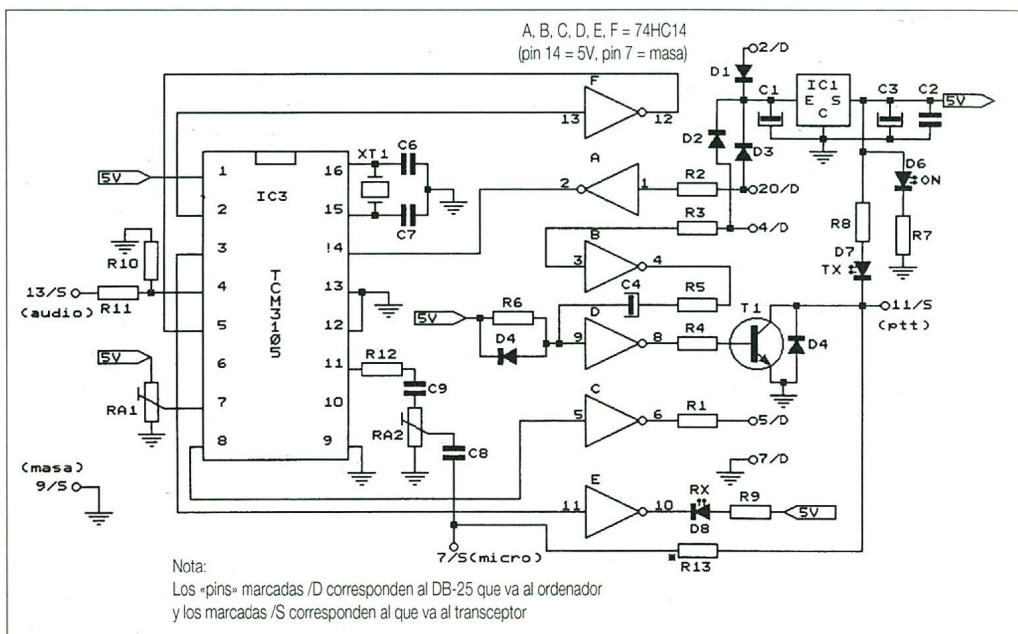 A, B, C, D, E, F = 74HC14
(pin 14 = 5V, pin 7 = masa)
2/D
D1
IC1
E S
C
C1
C3
C2
5V
F
13
12
D2
D3
D6
ON
5V
1
2
3
4
5
6
7
8
16
15
14
13
12
11
10
9
IC3
TCM3105
XT1
C6
C7
A
2
1
R2
20/D
R3
4/D
R8
R7
B
3
4
D7
TX
R10
13/S
(audio)
R11
C4
R5
11/S
(ptt)
5V
R6
D4
D
9
8
R4
T1
D4
5V
RA1
R12
C9
RA2
C8
C
5
6
R1
5/D
7/D
(masa)
9/S
E
11
10
RX
D8
R9
5V
7/S(micro)
*
R13
Nota:
Los «pins» marcadas /D corresponden al DB-25 que va al ordenador
y los marcadas /S corresponden al que va al transceptor